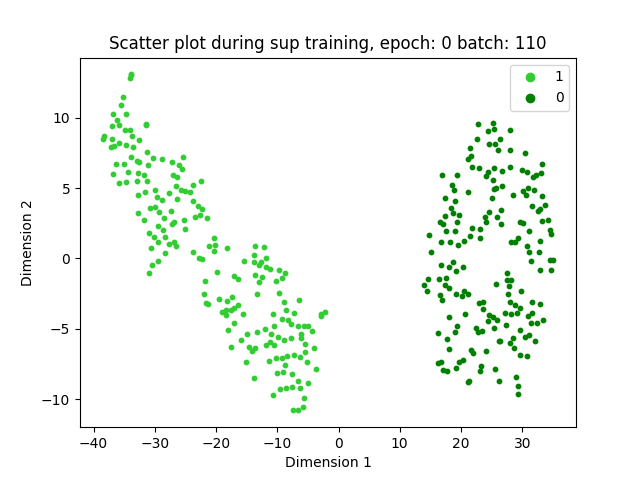 Scatter plot during sup training, epoch: 0 batch: 110
1
0
10
5
0
−5
−10
Dimension 2
−40 −30 −20 −10 0 10 20 30
Dimension 1